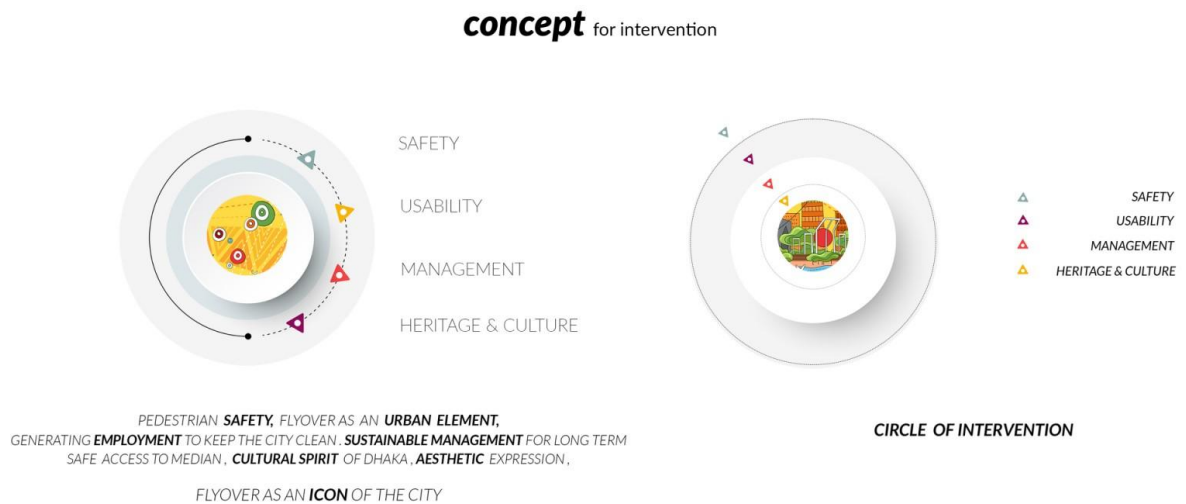 concept for intervention
SAFETY
USABILITY
MANAGEMENT
HERITAGE & CULTURE
SAFETY
USABILITY
MANAGEMENT
HERITAGE & CULTURE
PEDESTRIAN SAFETY, FLYOVER AS AN URBAN ELEMENT,
GENERATING EMPLOYMENT TO KEEP THE CITY CLEAN . SUSTAINABLE MANAGEMENT FOR LONG TERM
SAFE ACCESS TO MEDIAN , CULTURAL SPIRIT OF DHAKA , AESTHETIC EXPRESSION ,
FLYOVER AS AN ICON OF THE CITY
CIRCLE OF INTERVENTION